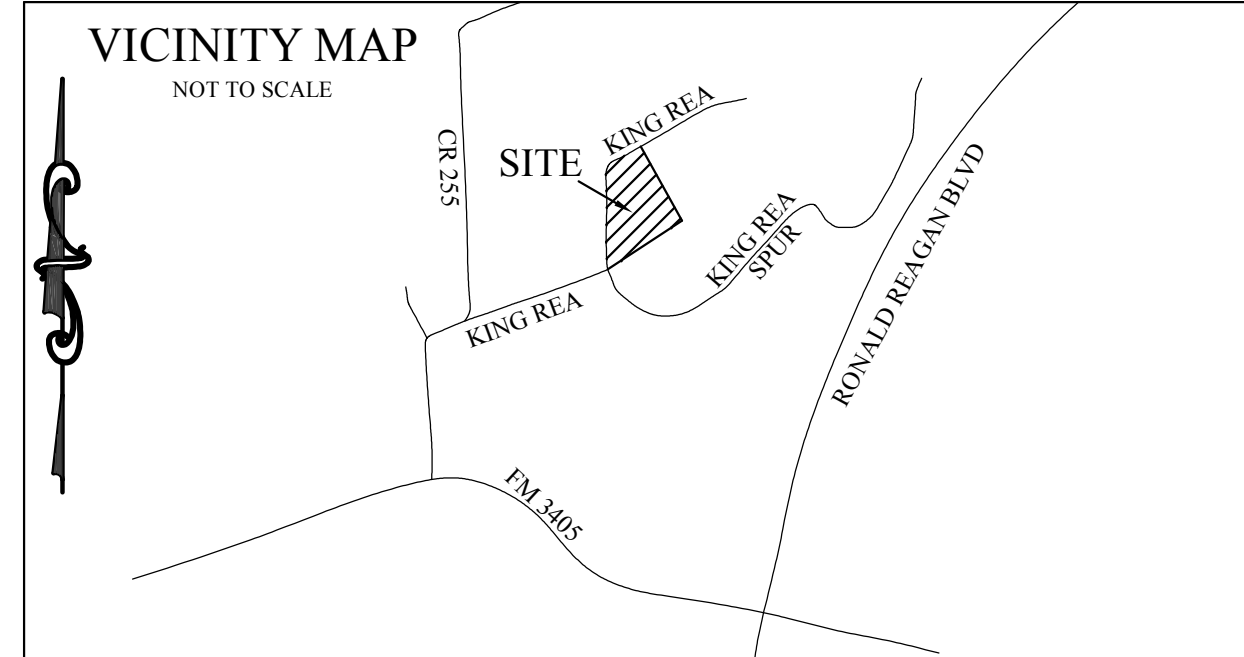 VICINITY MAP
NOT TO SCALE
KING REA
CR 255
SITE
KING REA
SPUR
RONALD REAGAN BLVD
KING REA
FM 3405